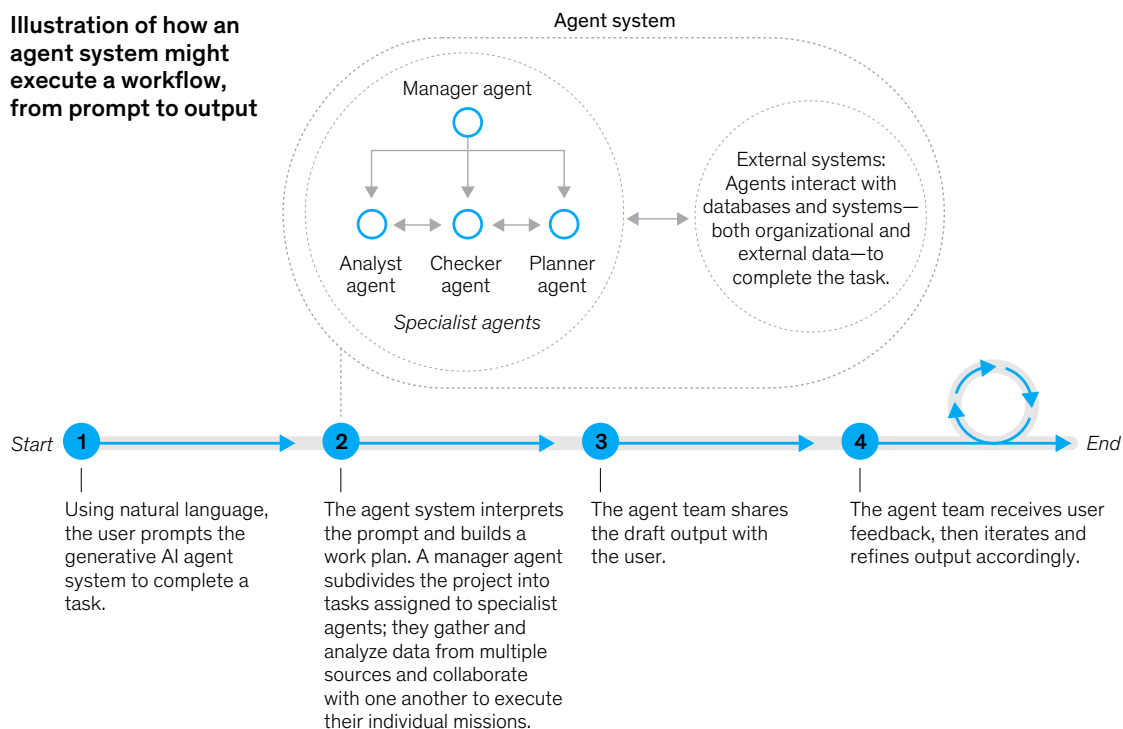 Illustration of how an
agent system might
execute a workflow,
from prompt to output
Agent system
Manager agent
Analyst
agent
Checker
agent
Planner
agent
Specialist agents
External systems:
Agents interact with
databases and systems—
both organizational and
external data—to
complete the task.
Start
1
2
3
4
End
Using natural language,
the user prompts the
generative AI agent
system to complete a
task.
The agent system interprets
the prompt and builds a
work plan. A manager agent
subdivides the project into
tasks assigned to specialist
agents; they gather and
analyze data from multiple
sources and collaborate
with one another to execute
their individual missions.
The agent team shares
the draft output with
the user.
The agent team receives user
feedback, then iterates and
refines output accordingly.